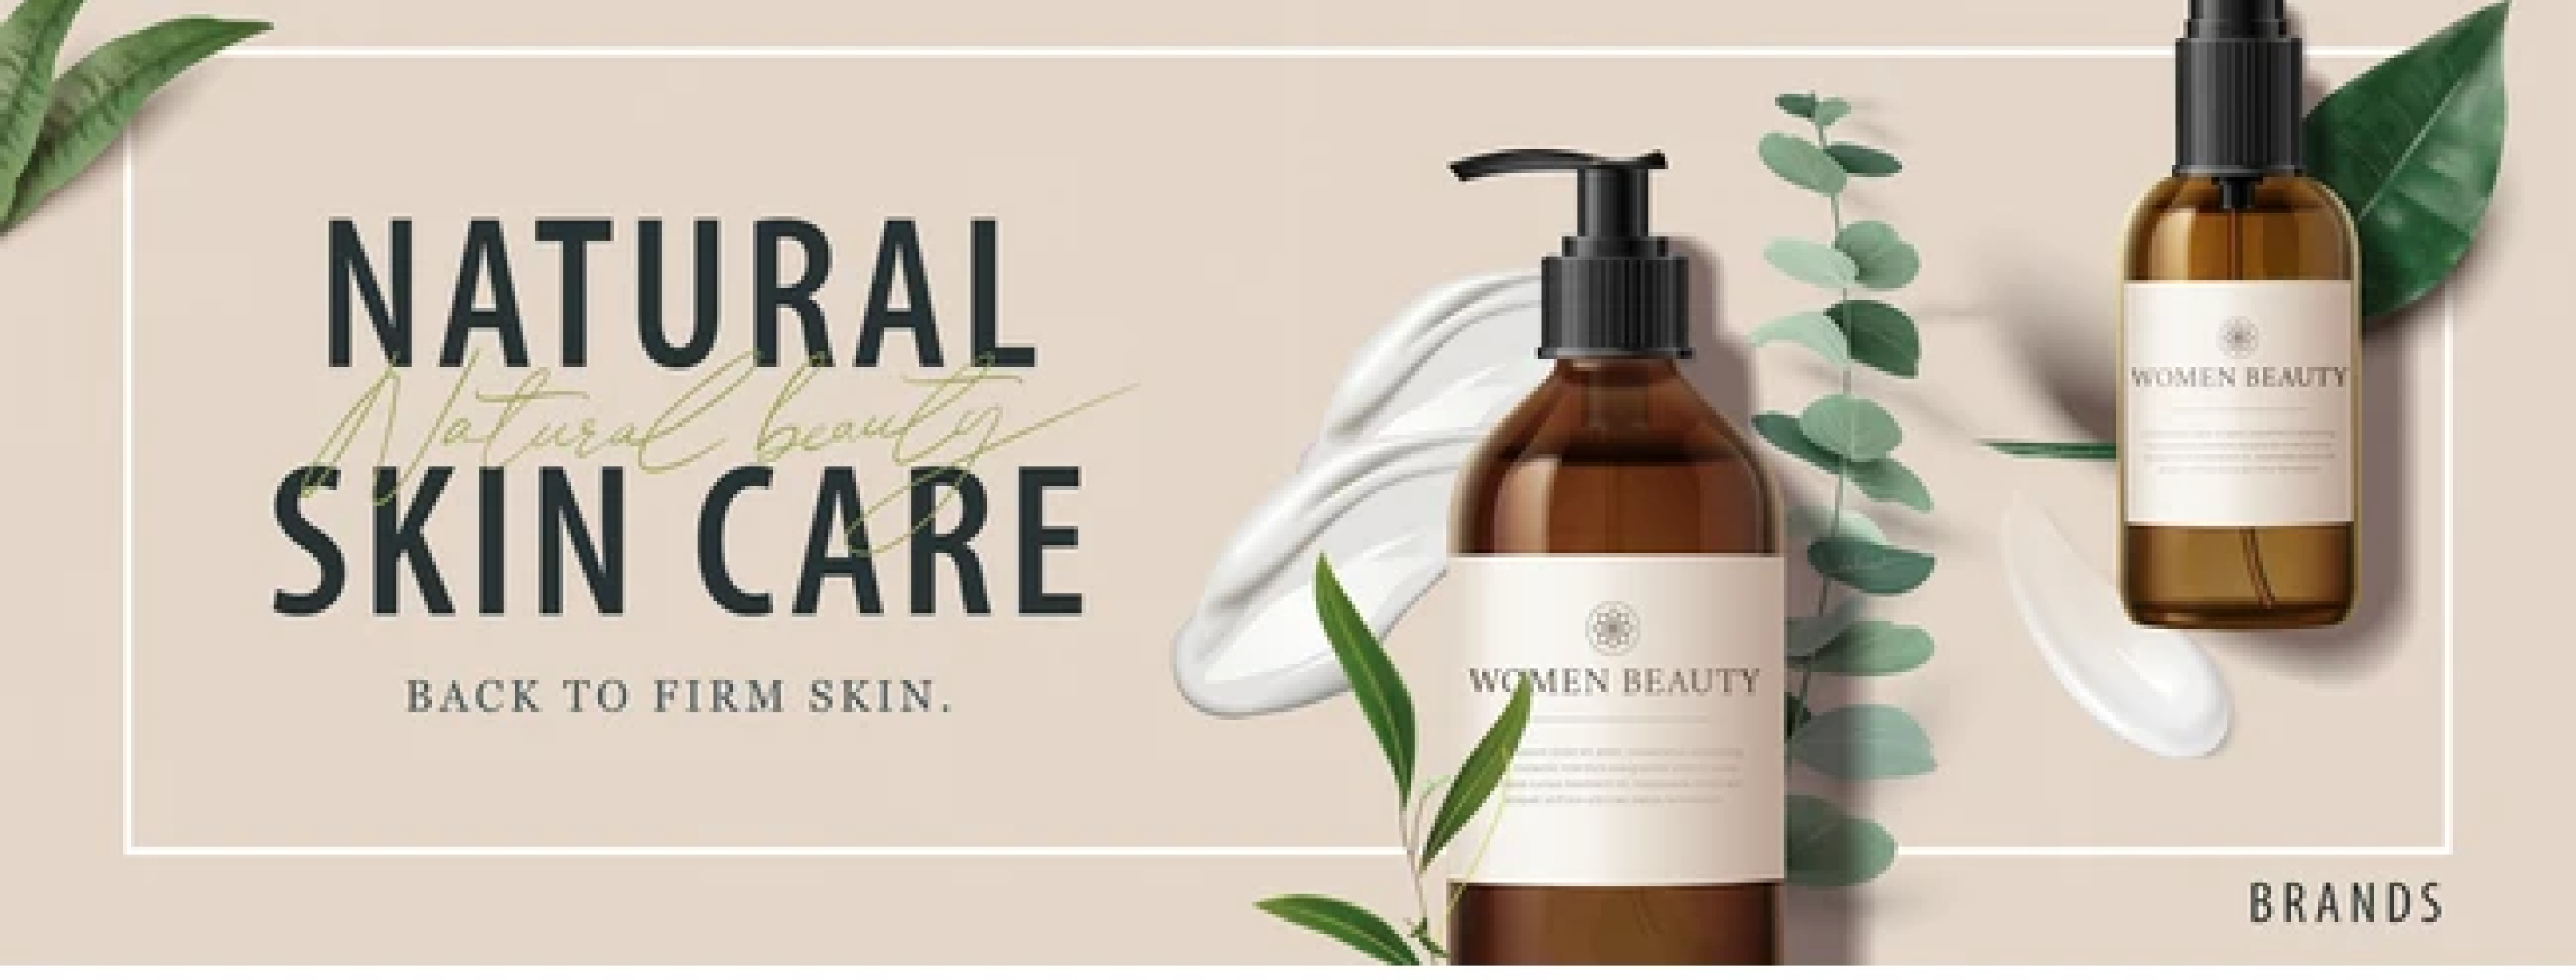 NATURAL
Natural beauty
SKIN CARE
BACK TO FIRM SKIN.
WOMEN BEAUTY
WOMEN BEAUTY
BRANDS